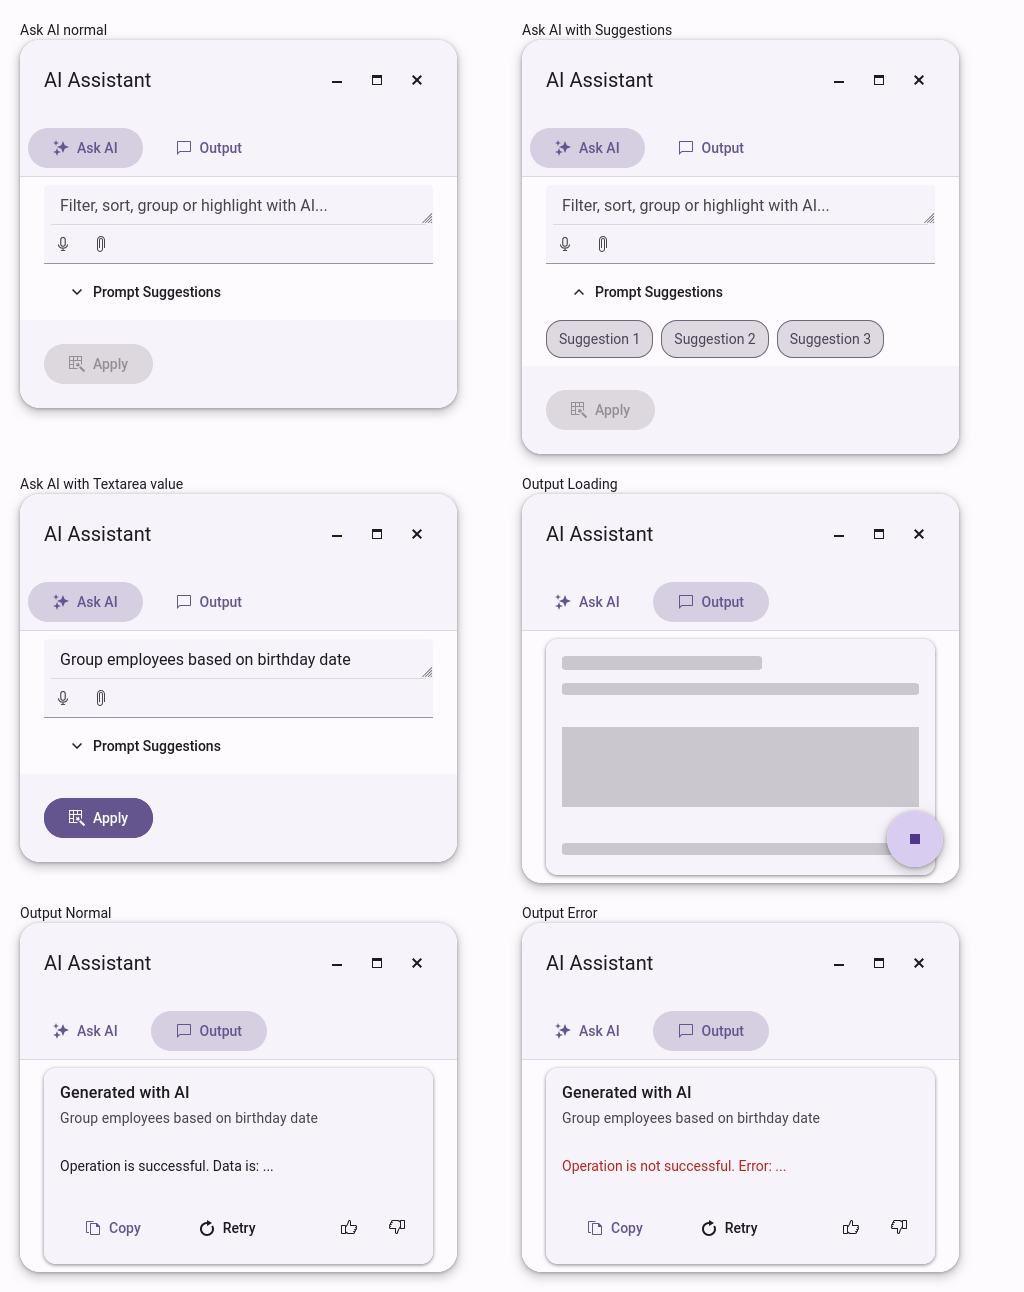 Ask AI normal
AI Assistant
Ask AI
Output
Filter, sort, group or highlight with AI...
Prompt Suggestions
Apply
Ask AI with Suggestions
AI Assistant
Ask AI
Output
Filter, sort, group or highlight with AI...
Prompt Suggestions
Suggestion 1
Suggestion 2
Suggestion 3
Apply
Ask AI with Textarea value
AI Assistant
Ask AI
Output
Group employees based on birthday date
Prompt Suggestions
Apply
Output Loading
AI Assistant
Ask AI
Output
Output Normal
AI Assistant
Ask AI
Output
Generated with AI
Group employees based on birthday date
Operation is successful. Data is: ...
Copy
Retry
Output Error
AI Assistant
Ask AI
Output
Generated with AI
Group employees based on birthday date
Operation is not successful. Error: ...
Copy
Retry